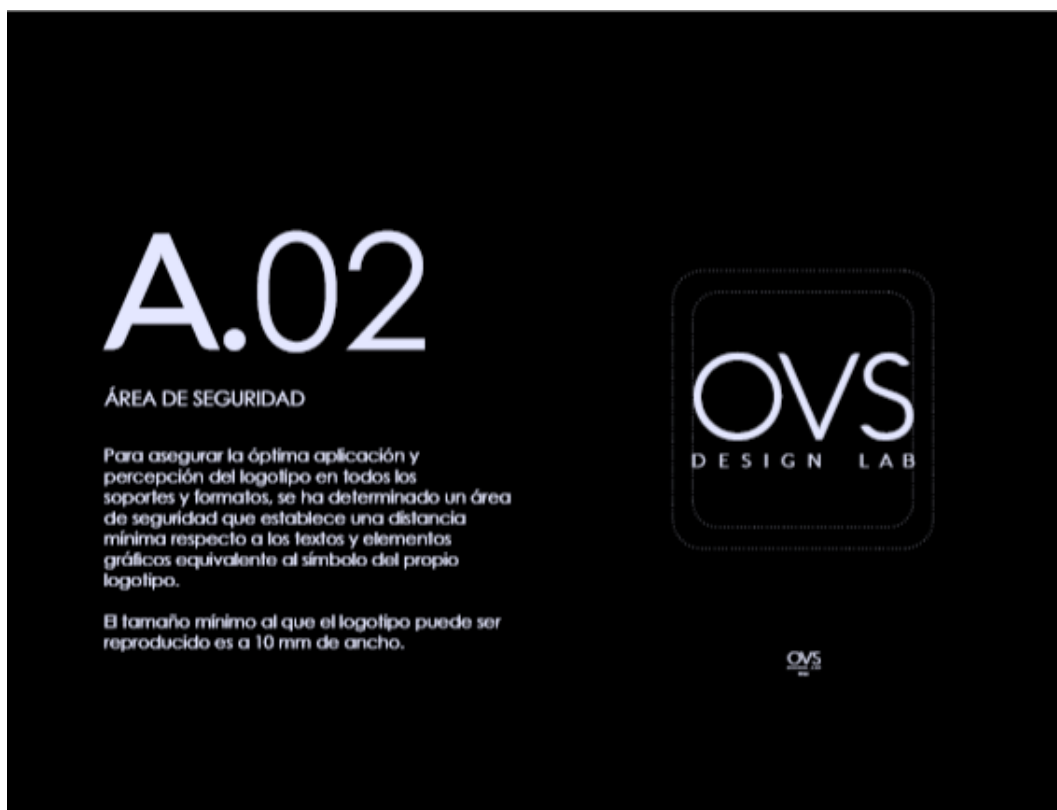 A.02
ÁREA DE SEGURIDAD
Para asegurar la óptima aplicación y
percepción del logotipo en todos los
soportes y formatos, se ha determinado un área
de seguridad que establece una distancia
mínima respecto a los textos y elementos
gráficos equivalente al símbolo del propio
logotipo.
El tamaño mínimo al que el logotipo puede ser
reproducido es a 10 mm de ancho.
OVS
DESIGN LAB
OVS